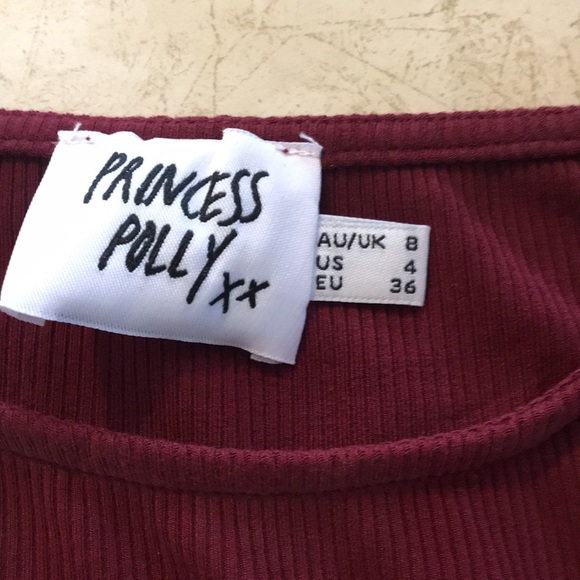 PRINCESS
POLLY
xx
AU/UK 8
US 4
EU 36